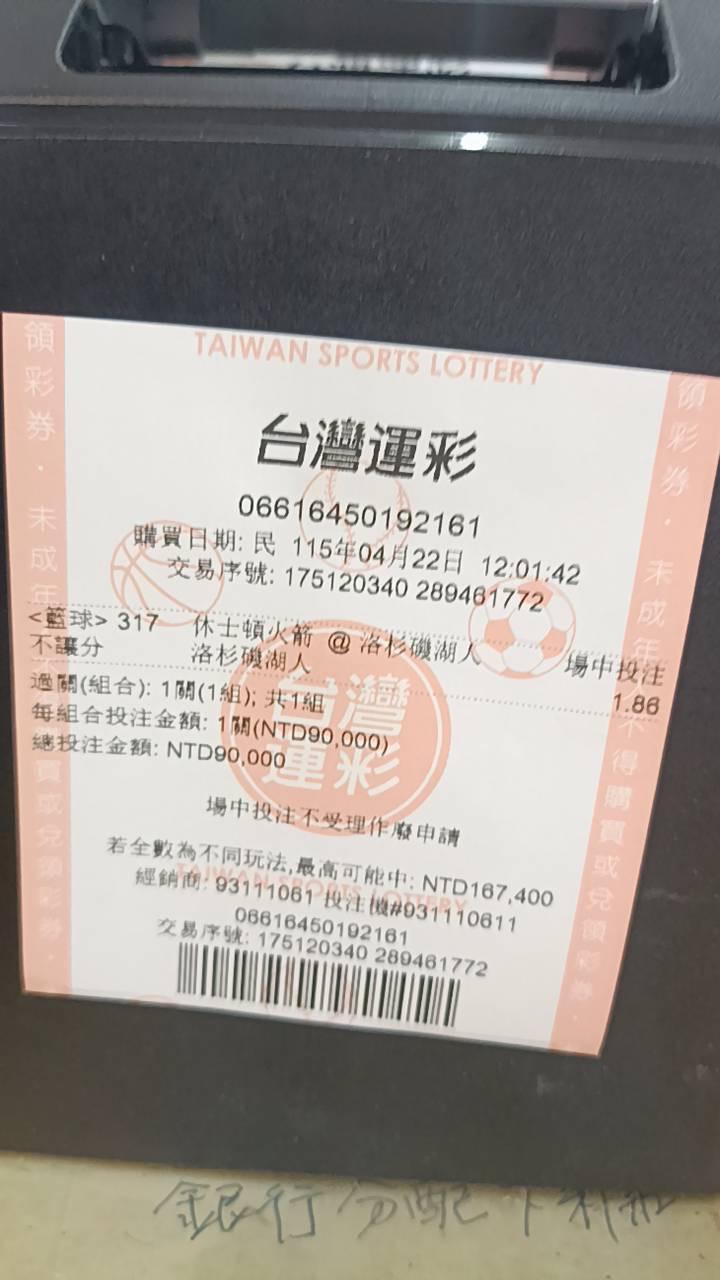 TAIWAN SPORTS LOTTERY
台灣運彩
06616450192161
購買日期: 民 115年04月22日 12:01:42
交易序號: 175120340 289461772
<籃球> 317 休士頓火箭 @ 洛杉磯湖人 場中投注
不讓分 洛杉磯湖人 1.86
過關(組合): 1關(1組); 共1組
每組合投注金額: 1關(NTD90,000)
總投注金額: NTD90,000
台灣運彩
場中投注不受理作廢申請
若全數為不同玩法,最高可能中: NTD167,400
TAIWAN SPORTS LOTTERY
經銷商: 93111061 投注機#931110611
06616450192161
交易序號: 175120340 289461772
領彩券.未成年
買或兌領彩券.
領彩券.未成年
不得購買或兌領彩券.
銀行分配